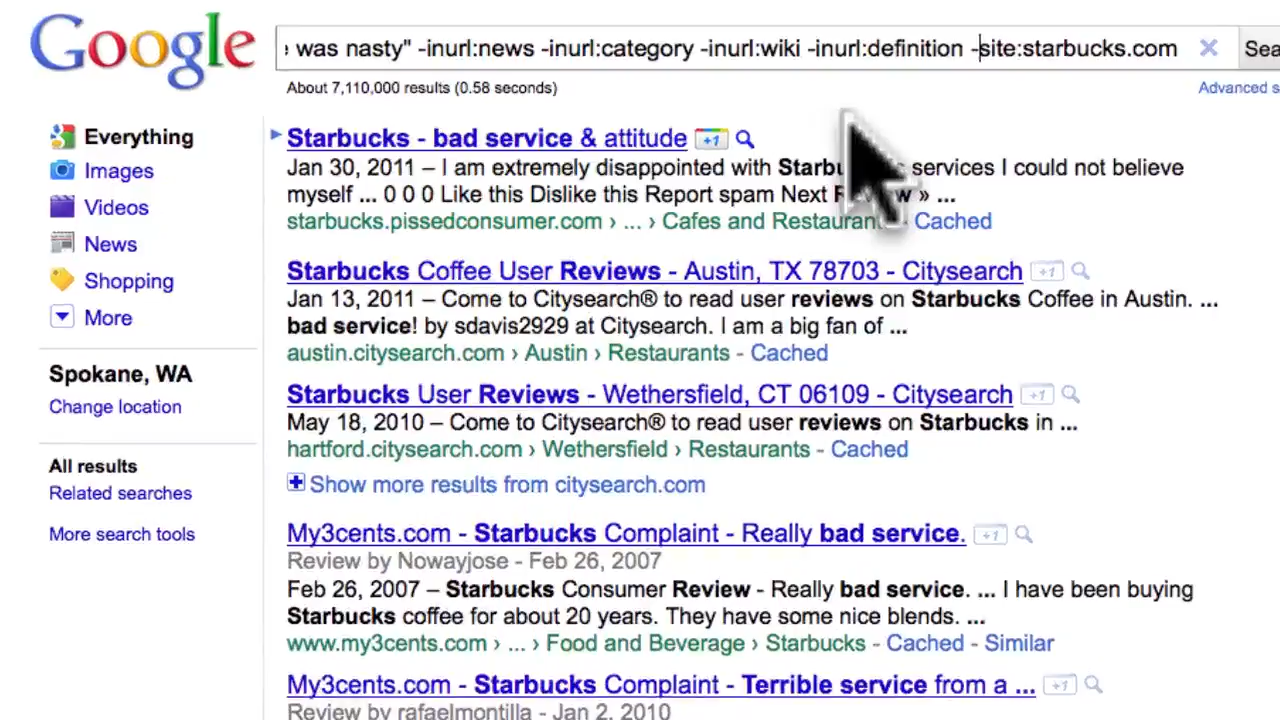 Google
e was nasty" -inurl:news -inurl:category -inurl:wiki -inurl:definition -site:starbucks.com
About 7,110,000 results (0.58 seconds)
Advanced s
Everything
Images
Videos
News
Shopping
More
Spokane, WA
Change location
All results
Related searches
More search tools
Starbucks - bad service & attitude +1
Jan 30, 2011 – I am extremely disappointed with Starbucks services I could not believe
myself ... 0 0 0 Like this Dislike this Report spam Next Review » ...
starbucks.pissedconsumer.com › ... › Cafes and Restaurants - Cached
Starbucks Coffee User Reviews - Austin, TX 78703 - Citysearch +1
Jan 13, 2011 – Come to Citysearch® to read user reviews on Starbucks Coffee in Austin. ...
bad service! by sdavis2929 at Citysearch. I am a big fan of ...
austin.citysearch.com › Austin › Restaurants - Cached
Starbucks User Reviews - Wethersfield, CT 06109 - Citysearch +1
May 18, 2010 – Come to Citysearch® to read user reviews on Starbucks in ...
hartford.citysearch.com › Wethersfield › Restaurants - Cached
Show more results from citysearch.com
My3cents.com - Starbucks Complaint - Really bad service. +1
Review by Nowayjose - Feb 26, 2007
Feb 26, 2007 – Starbucks Consumer Review - Really bad service. ... I have been buying
Starbucks coffee for about 20 years. They have some nice blends. ...
www.my3cents.com › ... › Food and Beverage › Starbucks - Cached - Similar
My3cents.com - Starbucks Complaint - Terrible service from a ... +1
Review by rafaelmontilla - Jan 2, 2010